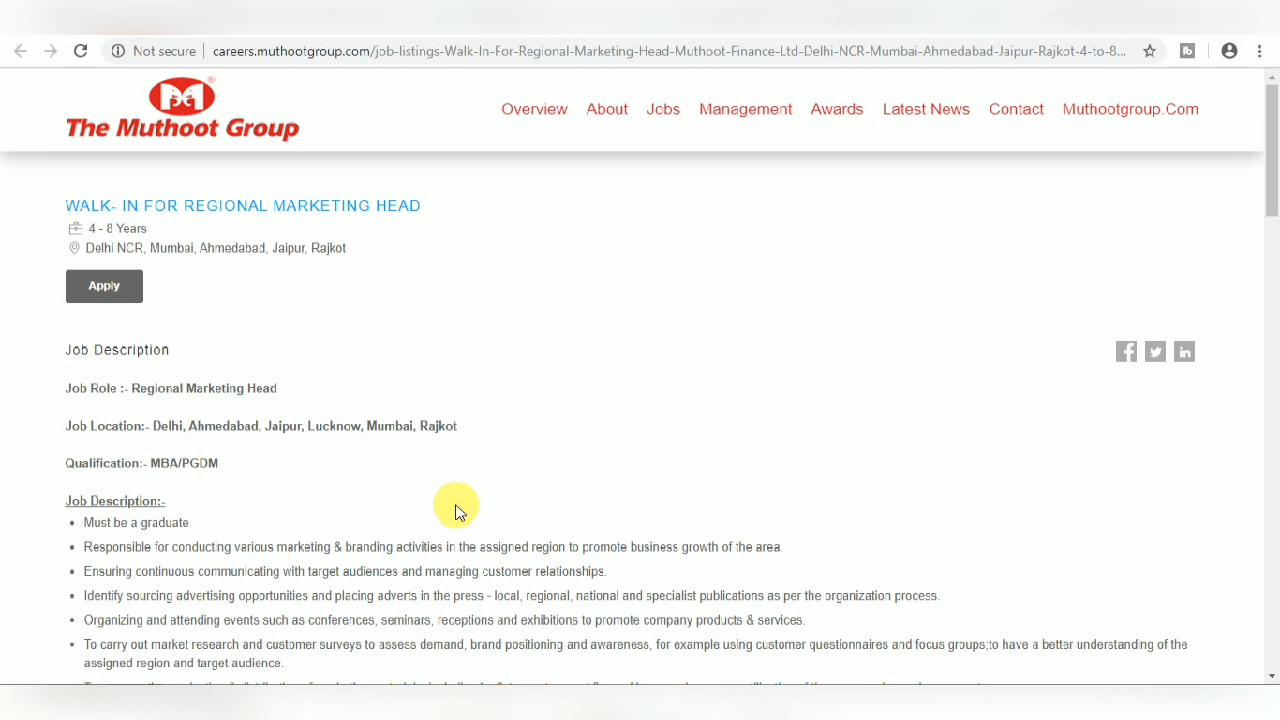 Not secure
careers.muthootgroup.com/job-listings-Walk-In-For-Regional-Marketing-Head-Muthoot-Finance-Ltd-Delhi-NCR-Mumbai-Ahmedabad-Jaipur-Rajkot-4-to-8...
The Muthoot Group
Overview About Jobs Management Awards Latest News Contact Muthootgroup.Com
WALK- IN FOR REGIONAL MARKETING HEAD
4 - 8 Years
Delhi NCR, Mumbai, Ahmedabad, Jaipur, Rajkot
Apply
Job Description
Job Role :- Regional Marketing Head
Job Location:- Delhi, Ahmedabad, Jaipur, Lucknow, Mumbai, Rajkot
Qualification:- MBA/PGDM
Job Description:-
Must be a graduate
Responsible for conducting various marketing & branding activities in the assigned region to promote business growth of the area.
Ensuring continuous communicating with target audiences and managing customer relationships.
Identify sourcing advertising opportunities and placing adverts in the press - local, regional, national and specialist publications as per the organization process.
Organizing and attending events such as conferences, seminars, receptions and exhibitions to promote company products & services.
To carry out market research and customer surveys to assess demand, brand positioning and awareness, for example using customer questionnaires and focus groups;to have a better understanding of the
assigned region and target audience.